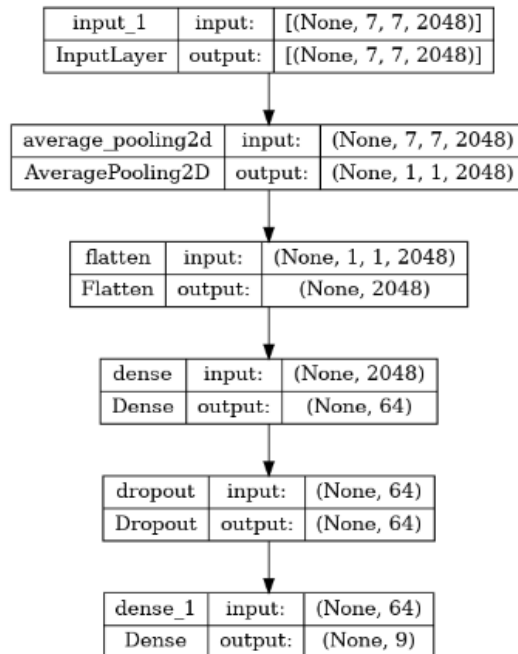 input_1 input: [(None, 7, 7, 2048)]
InputLayer output: [(None, 7, 7, 2048)]
average_pooling2d input: (None, 7, 7, 2048)
AveragePooling2D output: (None, 1, 1, 2048)
flatten input: (None, 1, 1, 2048)
Flatten output: (None, 2048)
dense input: (None, 2048)
Dense output: (None, 64)
dropout input: (None, 64)
Dropout output: (None, 64)
dense_1 input: (None, 64)
Dense output: (None, 9)